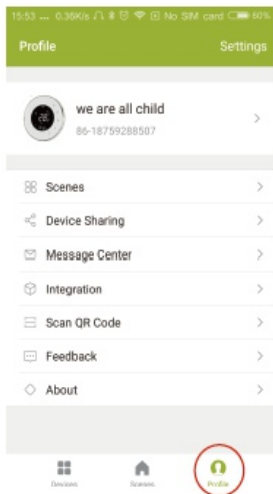 15:53 ... 0.36K/s No SIM card 60%
Profile Settings
we are all child
86-18759288507
Scenes
Device Sharing
Message Center
Integration
Scan QR Code
Feedback
About
Devices Scenes Profile